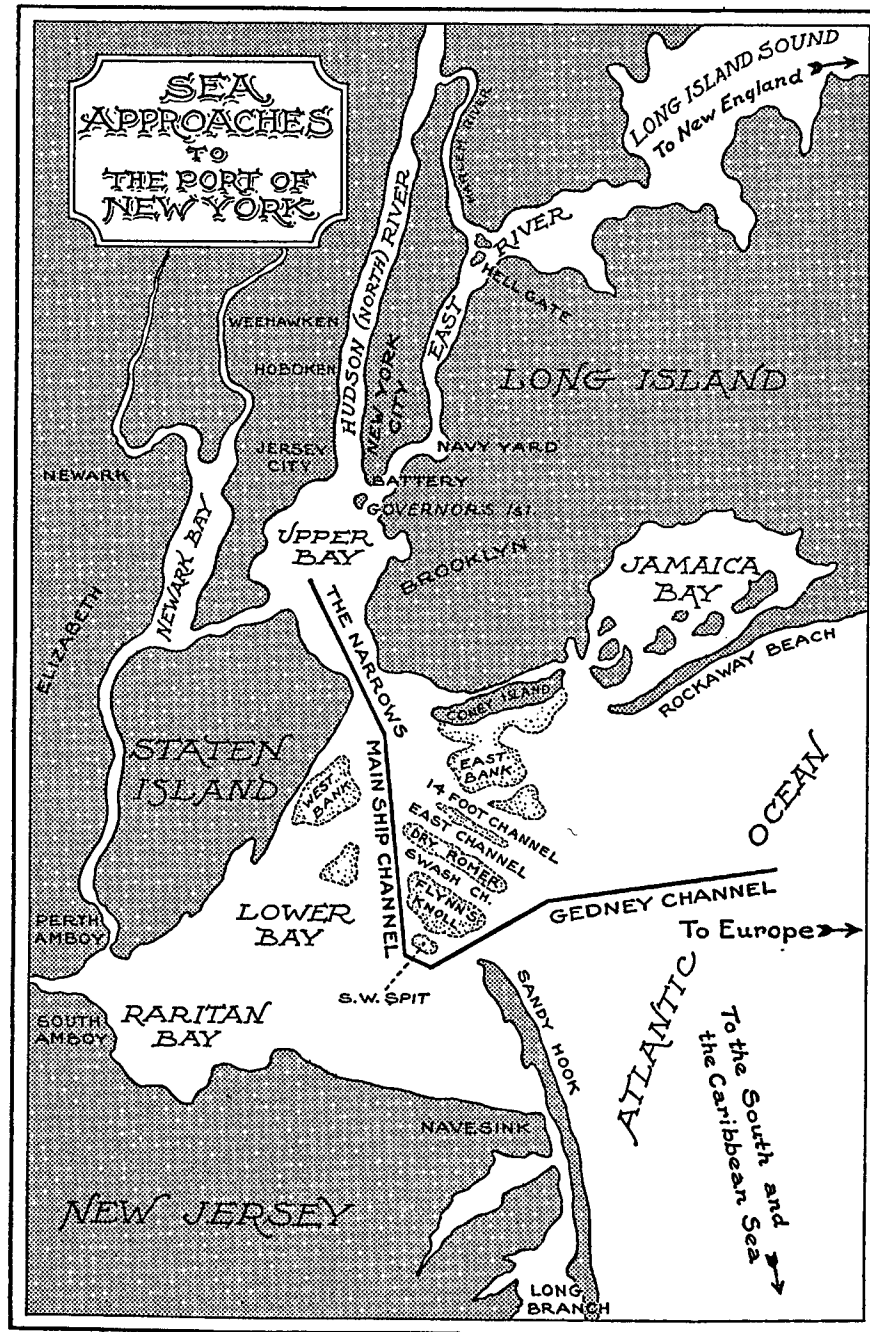 SEA
APPROACHES
TO
THE PORT OF
NEW YORK
LONG ISLAND SOUND
To New England
HARLEM RIVER
HUDSON (NORTH) RIVER
EAST RIVER
HELL GATE
WEEHAWKEN
HOBOKEN
NEW YORK
CITY
LONG ISLAND
JERSEY
CITY
NAVY YARD
NEWARK
BATTERY
GOVERNOR'S Isl.
UPPER
BAY
BROOKLYN
NEWARK BAY
JAMAICA
BAY
ELIZABETH
THE NARROWS
ROCKAWAY BEACH
CONEY ISLAND
STATEN
ISLAND
WEST
BANK
MAIN SHIP CHANNEL
EAST
BANK
14 FOOT CHANNEL
EAST CHANNEL
DRY ROMER
SWASH CH.
FLYNN'S
KNOLL
GEDNEY CHANNEL
ATLANTIC OCEAN
To Europe
LOWER
BAY
PERTH
AMBOY
S.W. SPIT
SOUTH
AMBOY
RARITAN
BAY
SANDY HOOK
To the South and
the Caribbean Sea
NAVESINK
NEW JERSEY
LONG
BRANCH